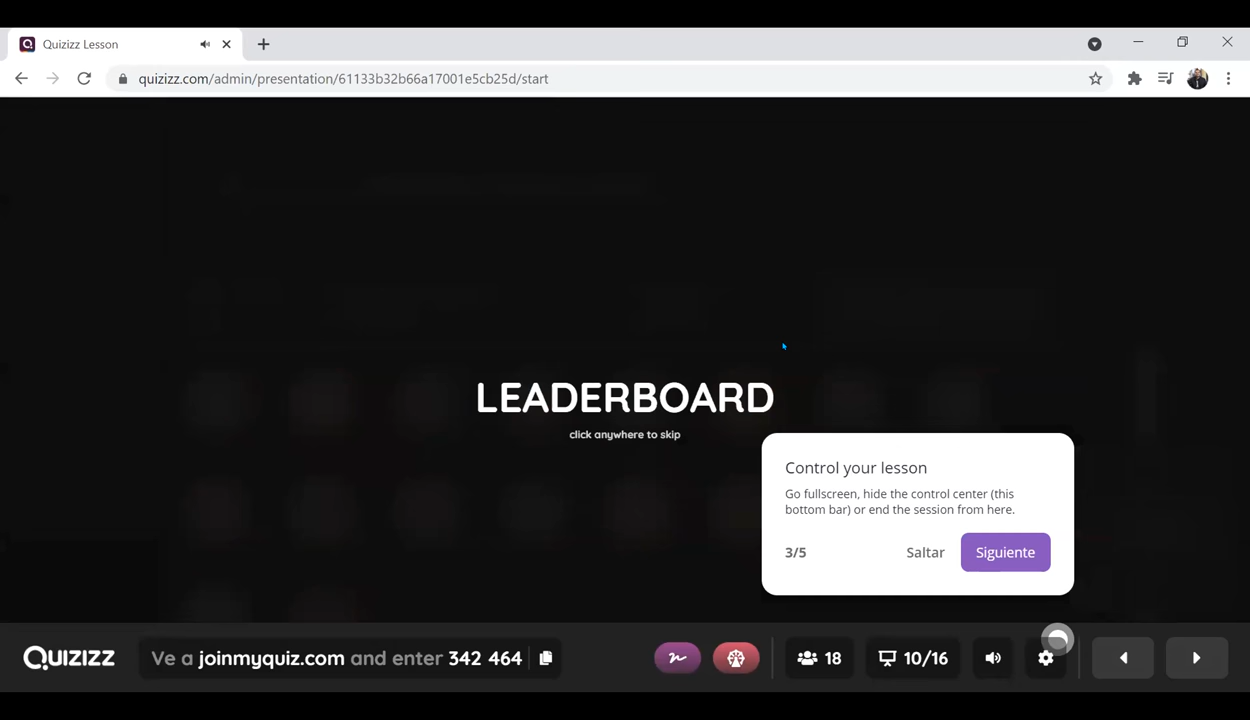 Quizizz Lesson
quizizz.com/admin/presentation/61133b32b66a17001e5cb25d/start
LEADERBOARD
click anywhere to skip
Control your lesson
Go fullscreen, hide the control center (this
bottom bar) or end the session from here.
3/5 Saltar Siguiente
Quizizz Ve a joinmyquiz.com and enter 342 464 18 10/16